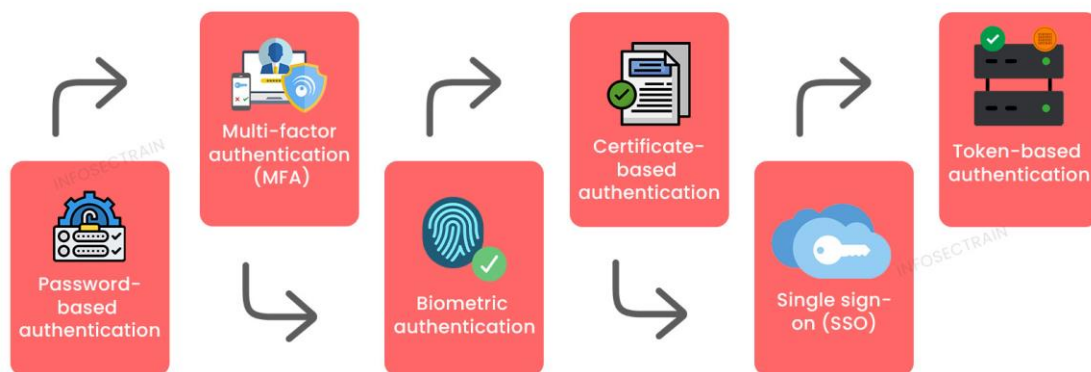 Password-
based
authentication
Multi-factor
authentication
(MFA)
Biometric
authentication
Certificate-
based
authentication
Single sign-
on (SSO)
Token-based
authentication
INFOSECTRAIN
INFOSECTRAIN